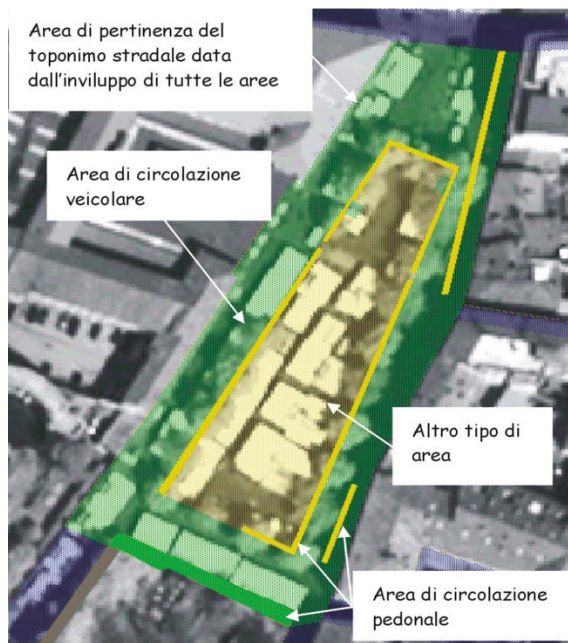 Area di pertinenza del
toponimo stradale data
dall'inviluppo di tutte le aree
Area di circolazione
veicolare
Altro tipo di
area
Area di circolazione
pedonale